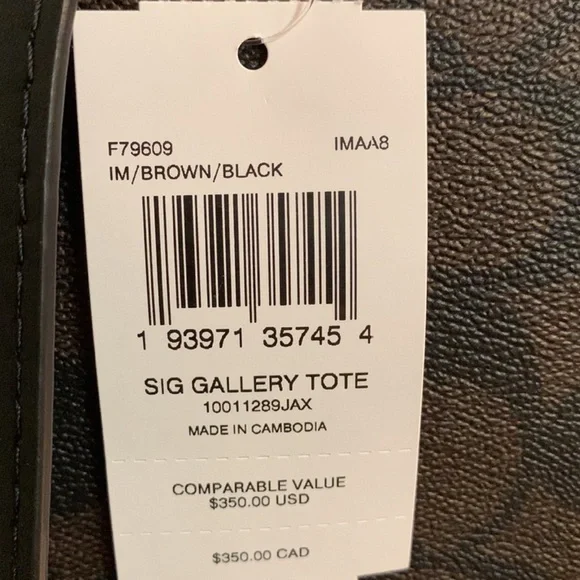 F79609 IMAA8
IM/BROWN/BLACK
1 93971 35745 4
SIG GALLERY TOTE
10011289JAX
MADE IN CAMBODIA
COMPARABLE VALUE
$350.00 USD
$350.00 CAD